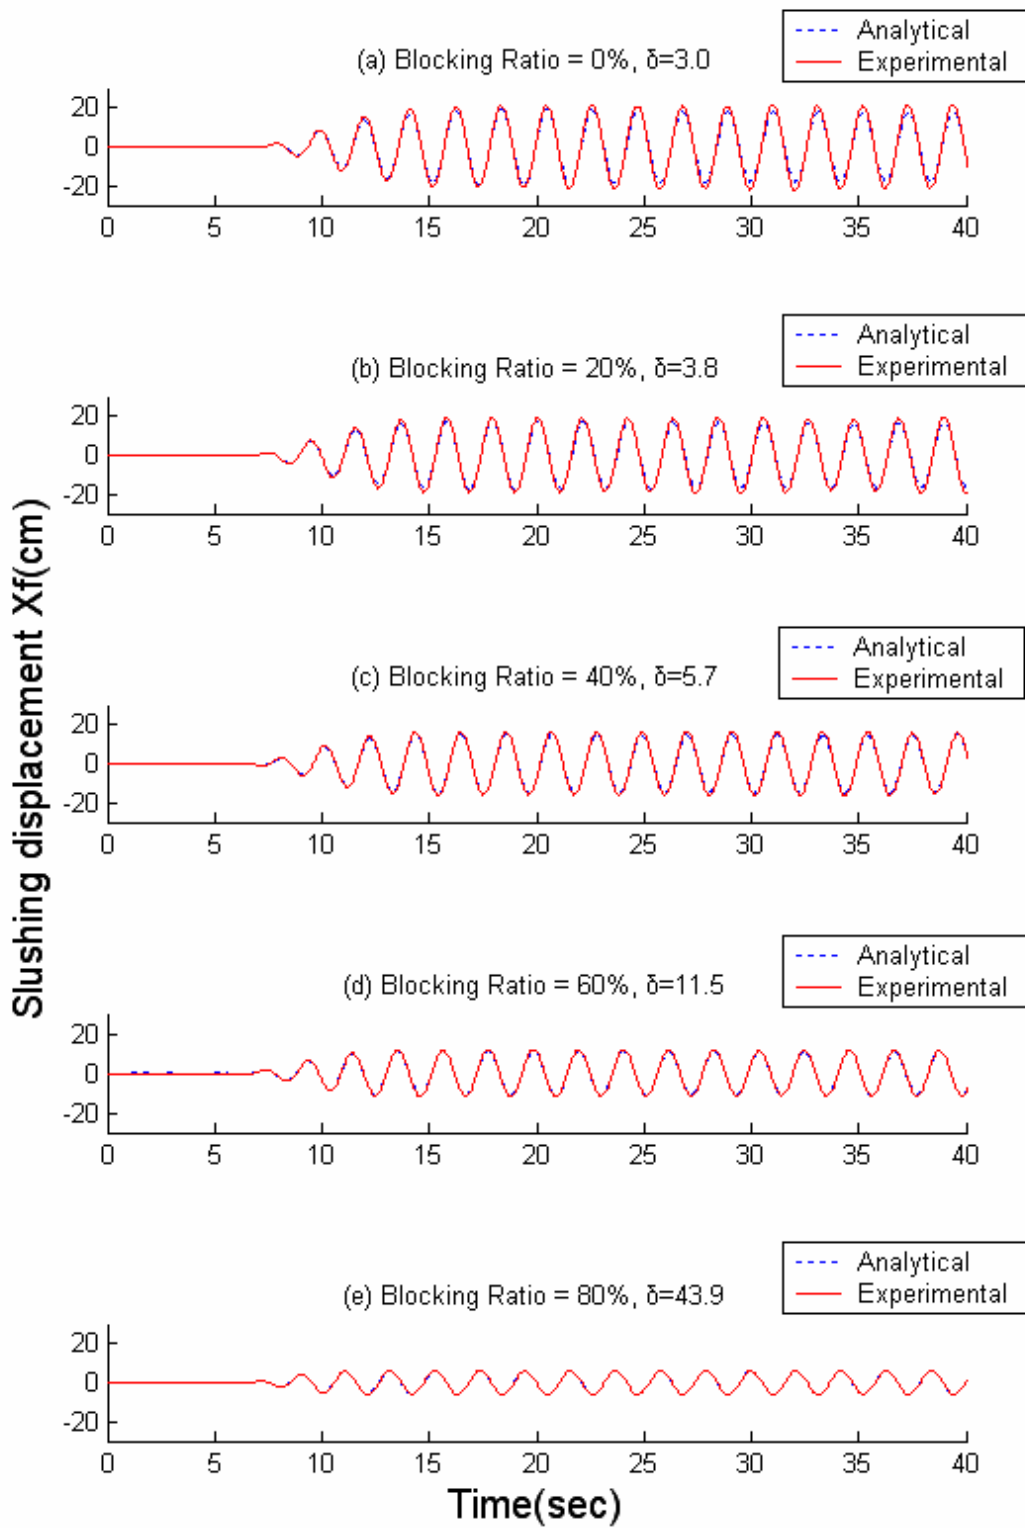 Analytical
Experimental
(a) Blocking Ratio = 0%, δ=3.0
20
0
-20
0 5 10 15 20 25 30 35 40
Analytical
Experimental
(b) Blocking Ratio = 20%, δ=3.8
20
0
-20
0 5 10 15 20 25 30 35 40
Analytical
Experimental
(c) Blocking Ratio = 40%, δ=5.7
20
0
-20
0 5 10 15 20 25 30 35 40
Slushing displacement Xf(cm)
Analytical
Experimental
(d) Blocking Ratio = 60%, δ=11.5
20
0
-20
0 5 10 15 20 25 30 35 40
Analytical
Experimental
(e) Blocking Ratio = 80%, δ=43.9
20
0
-20
0 5 10 15 20 25 30 35 40
Time(sec)